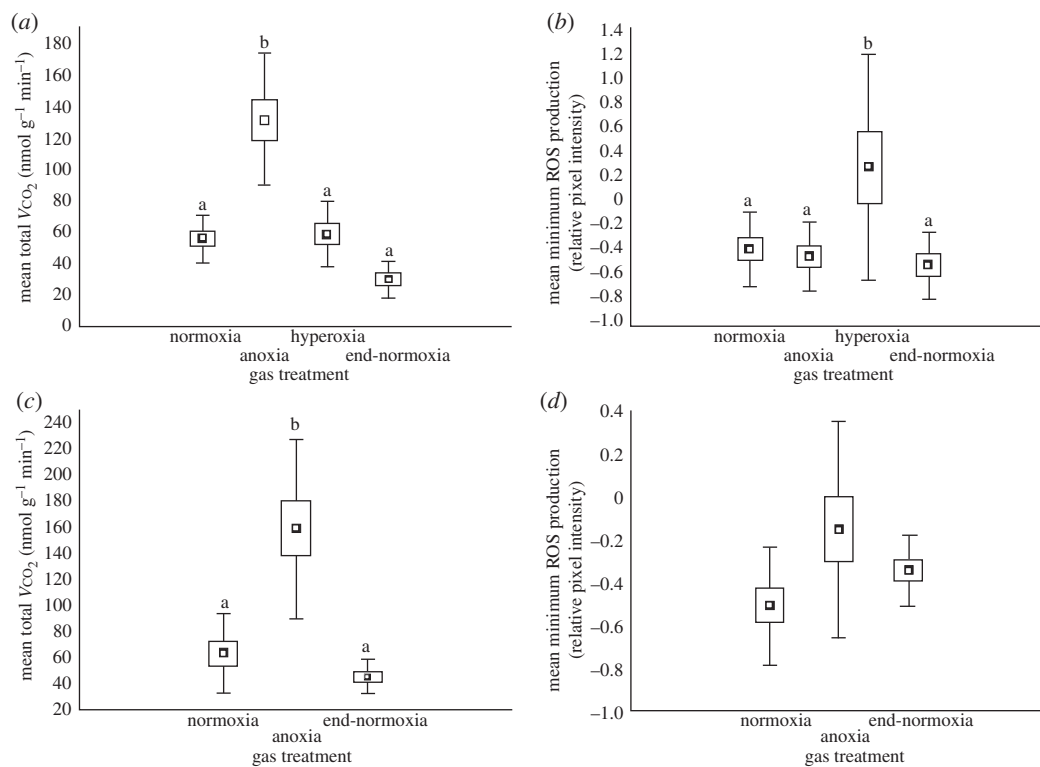 (a)
mean total VCO₂ (nmol g⁻¹ min⁻¹)
180
160
140
120
100
80
60
40
20
0
a
b
a
a
normoxia hyperoxia
anoxia end-normoxia
gas treatment
(b)
mean minimum ROS production
(relative pixel intensity)
1.4
1.2
1.0
0.8
0.6
0.4
0.2
0
–0.2
–0.4
–0.6
–0.8
–1.0
a
a
b
a
normoxia hyperoxia
anoxia end-normoxia
gas treatment
(c)
mean total VCO₂ (nmol g⁻¹ min⁻¹)
240
220
200
180
160
140
120
100
80
60
40
20
a
b
a
normoxia end-normoxia
anoxia
gas treatment
(d)
mean minimum ROS production
(relative pixel intensity)
0.4
0.2
0
–0.2
–0.4
–0.6
–0.8
–1.0
normoxia end-normoxia
anoxia
gas treatment